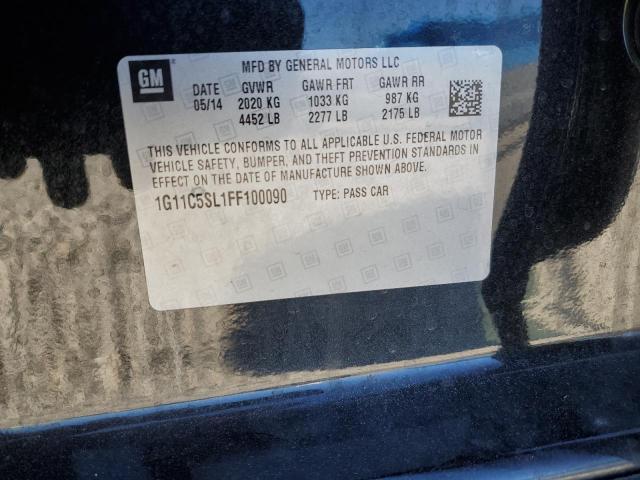 GM
MFD BY GENERAL MOTORS LLC
DATE GVWR GAWR FRT GAWR RR
05/14 2020 KG 1033 KG 987 KG
4452 LB 2277 LB 2175 LB
THIS VEHICLE CONFORMS TO ALL APPLICABLE U.S. FEDERAL MOTOR
VEHICLE SAFETY, BUMPER, AND THEFT PREVENTION STANDARDS IN
EFFECT ON THE DATE OF MANUFACTURE SHOWN ABOVE.
1G11C5SL1FF100090 TYPE: PASS CAR